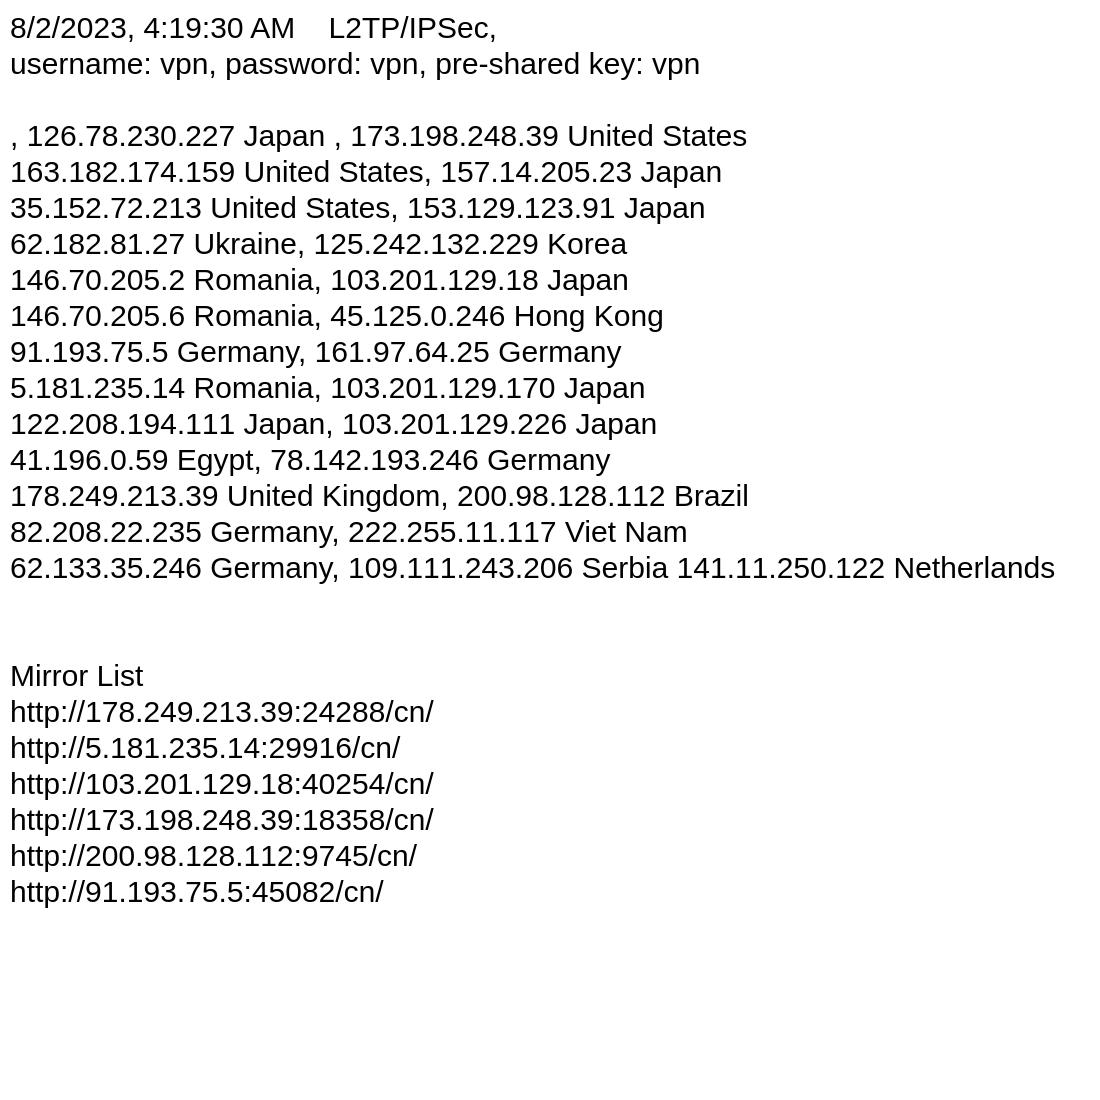 8/2/2023, 4:19:30 AM    L2TP/IPSec,
username: vpn, password: vpn, pre-shared key: vpn
, 126.78.230.227 Japan , 173.198.248.39 United States
163.182.174.159 United States, 157.14.205.23 Japan
35.152.72.213 United States, 153.129.123.91 Japan
62.182.81.27 Ukraine, 125.242.132.229 Korea
146.70.205.2 Romania, 103.201.129.18 Japan
146.70.205.6 Romania, 45.125.0.246 Hong Kong
91.193.75.5 Germany, 161.97.64.25 Germany
5.181.235.14 Romania, 103.201.129.170 Japan
122.208.194.111 Japan, 103.201.129.226 Japan
41.196.0.59 Egypt, 78.142.193.246 Germany
178.249.213.39 United Kingdom, 200.98.128.112 Brazil
82.208.22.235 Germany, 222.255.11.117 Viet Nam
62.133.35.246 Germany, 109.111.243.206 Serbia 141.11.250.122 Netherlands
Mirror List
http://178.249.213.39:24288/cn/
http://5.181.235.14:29916/cn/
http://103.201.129.18:40254/cn/
http://173.198.248.39:18358/cn/
http://200.98.128.112:9745/cn/
http://91.193.75.5:45082/cn/